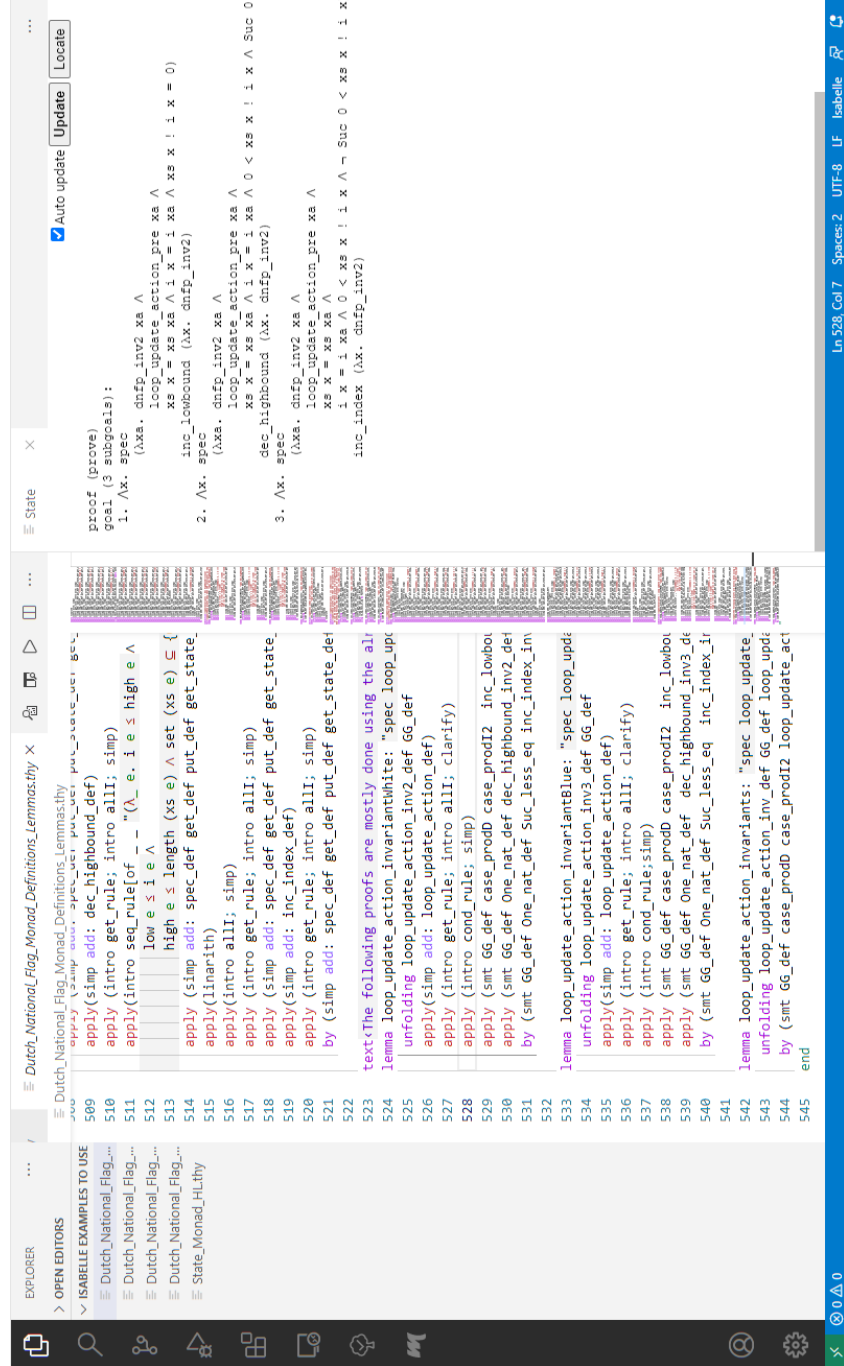 EXPLORER
OPEN EDITORS
ISABELLE EXAMPLES TO USE
Dutch_National_Flag_...
Dutch_National_Flag_...
Dutch_National_Flag_...
Dutch_National_Flag_...
State_Monad_HL.thy
Dutch_National_Flag_Monad_Definitions_Lemmas.thy ×
Dutch_National_Flag_Monad_Definitions_Lemmas.thy
509 apply(simp add: dec_highbound_def)
510 apply (intro get_rule; intro allI; simp)
511 apply(intro seq_rule[of _ _ "(λ_ e. i e ≤ high e ∧
512 low e ≤ i e ∧
513 high e ≤ length (xs e) ∧ set (xs e) ⊆ {
514 apply (simp add: spec_def get_def put_def get_state_
515 apply(linarith)
516 apply(intro allI; simp)
517 apply (intro get_rule; intro allI; simp)
518 apply (simp add: spec_def get_def put_def get_state_
519 apply(simp add: inc_index_def)
520 apply (intro get_rule; intro allI; simp)
521 by (simp add: spec_def get_def put_def get_state_def
522
523 text‹The following proofs are mostly done using the alr
524 lemma loop_update_action_invariantWhite: "spec loop_upd
525 unfolding loop_update_action_inv2_def GG_def
526 apply(simp add: loop_update_action_def)
527 apply (intro get_rule; intro allI; clarify)
528 apply (intro cond_rule; simp)
529 apply (smt GG_def case_prodD case_prodI2 inc_lowbou
530 apply (smt GG_def One_nat_def dec_highbound_inv2_def
531 by (smt GG_def One_nat_def Suc_less_eq inc_index_inv
532
533 lemma loop_update_action_invariantBlue: "spec loop_upda
534 unfolding loop_update_action_inv3_def GG_def
535 apply(simp add: loop_update_action_def)
536 apply (intro get_rule; intro allI; clarify)
537 apply (intro cond_rule;simp)
538 apply (smt GG_def case_prodD case_prodI2 inc_lowbou
539 apply (smt GG_def One_nat_def dec_highbound_inv3_de
540 by (smt GG_def One_nat_def Suc_less_eq inc_index_in
541
542 lemma loop_update_action_invariants: "spec loop_update_
543 unfolding loop_update_action_inv_def GG_def loop_upda
544 by (smt GG_def case_prodD case_prodI2 loop_update_act
545 end
State ×
Auto update Update Locate
proof (prove)
goal (3 subgoals):
1. ⋀x. spec
(λxa. dnfp_inv2 xa ∧
loop_update_action_pre xa ∧
xs x = xs xa ∧ i x = i xa ∧ xs x ! i x = 0)
inc_lowbound (λx. dnfp_inv2)
2. ⋀x. spec
(λxa. dnfp_inv2 xa ∧
loop_update_action_pre xa ∧
xs x = xs xa ∧ i x = i xa ∧ 0 < xs x ! i x ∧ Suc 0
dec_highbound (λx. dnfp_inv2)
3. ⋀x. spec
(λxa. dnfp_inv2 xa ∧
loop_update_action_pre xa ∧
xs x = xs xa ∧
i x = i xa ∧ 0 < xs x ! i x ∧ ¬ Suc 0 < xs x ! i x
inc_index (λx. dnfp_inv2)
0 0
Ln 528, Col 7 Spaces: 2 UTF-8 LF Isabelle